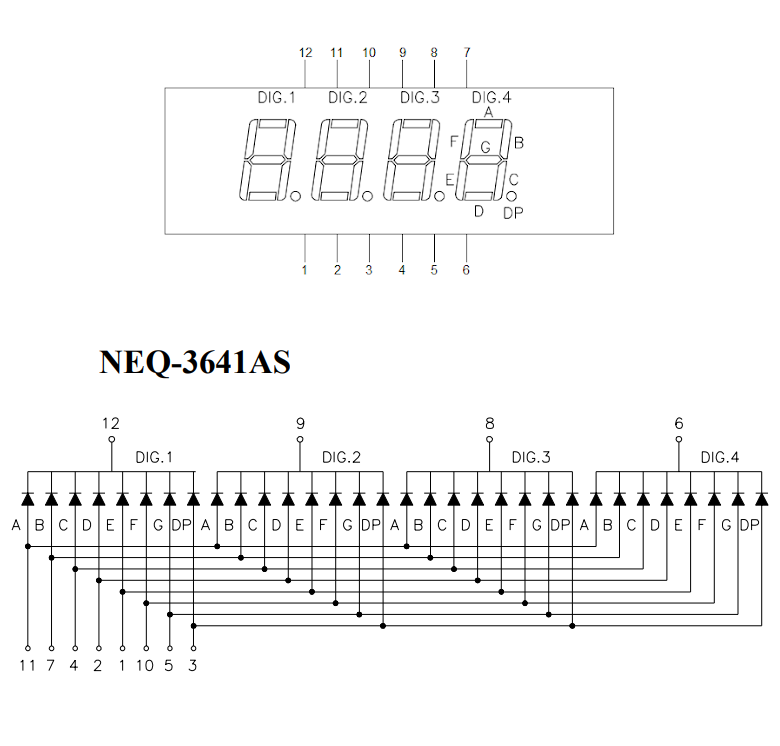 12 11 10 9 8 7
DIG.1 DIG.2 DIG.3 DIG.4
A
F B
G
E C
D DP
1 2 3 4 5 6
NEQ-3641AS
12 9 8 6
DIG.1 DIG.2 DIG.3 DIG.4
A B C D E F G DP A B C D E F G DP A B C D E F G DP A B C D E F G DP
11 7 4 2 1 10 5 3